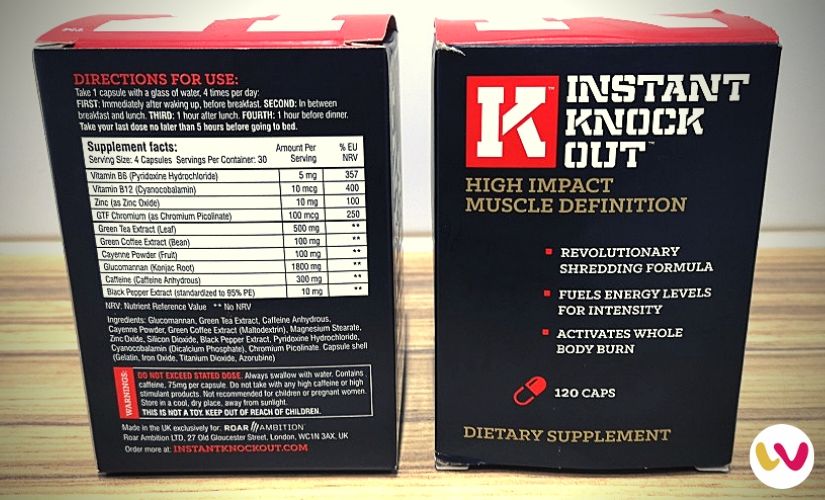 DIRECTIONS FOR USE:
Take 1 capsule with a glass of water, 4 times per day:
FIRST: Immediately after waking up, before breakfast. SECOND: In between
breakfast and lunch. THIRD: 1 hour after lunch. FOURTH: 1 hour before dinner.
Take your last dose no later than 5 hours before going to bed.
Supplement facts: Amount Per % EU
Serving Size: 4 Capsules Servings Per Container: 30 Serving NRV
Vitamin B6 (Pyridoxine Hydrochloride) 5 mg 357
Vitamin B12 (Cyanocobalamin) 10 mcg 400
Zinc (as Zinc Oxide) 10 mg 100
GTF Chromium (as Chromium Picolinate) 100 mcg 250
Green Tea Extract (Leaf) 500 mg **
Green Coffee Extract (Bean) 100 mg **
Cayenne Powder (Fruit) 100 mg **
Glucomannan (Konjac Root) 1800 mg **
Caffeine (Caffeine Anhydrous) 300 mg **
Black Pepper Extract (standardized to 95% PE) 10 mg **
NRV: Nutrient Reference Value ** No NRV
Ingredients: Glucomannan, Green Tea Extract, Caffeine Anhydrous,
Cayenne Powder, Green Coffee Extract (Maltodextrin), Magnesium Stearate,
Zinc Oxide, Silicon Dioxide, Black Pepper Extract, Pyridoxine Hydrochloride,
Cyanocobalamin (Dicalcium Phosphate), Chromium Picolinate. Capsule shell
(Gelatin, Iron Oxide, Titanium Dioxide, Azorubine)
WARNINGS:
DO NOT EXCEED STATED DOSE. Always swallow with water. Contains
caffeine, 75mg per capsule. Do not take with any high caffeine or high
stimulant products. Not recommended for children or pregnant women.
Store in a cool, dry place, away from sunlight.
THIS IS NOT A TOY. KEEP OUT OF REACH OF CHILDREN.
Made in the UK exclusively for: ROAR AMBITION
Roar Ambition LTD, 27 Old Gloucester Street, London, WC1N 3AX, UK
Order more at: INSTANTKNOCKOUT.COM
K™ INSTANT
KNOCK
OUT™
HIGH IMPACT
MUSCLE DEFINITION
REVOLUTIONARY
SHREDDING FORMULA
FUELS ENERGY LEVELS
FOR INTENSITY
ACTIVATES WHOLE
BODY BURN
120 CAPS
DIETARY SUPPLEMENT